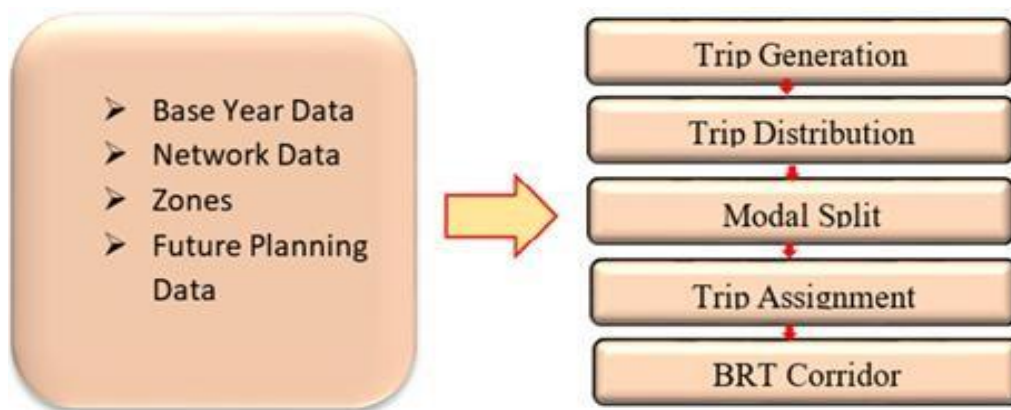 Base Year Data
Network Data
Zones
Future Planning
Data
Trip Generation
Trip Distribution
Modal Split
Trip Assignment
BRT Corridor